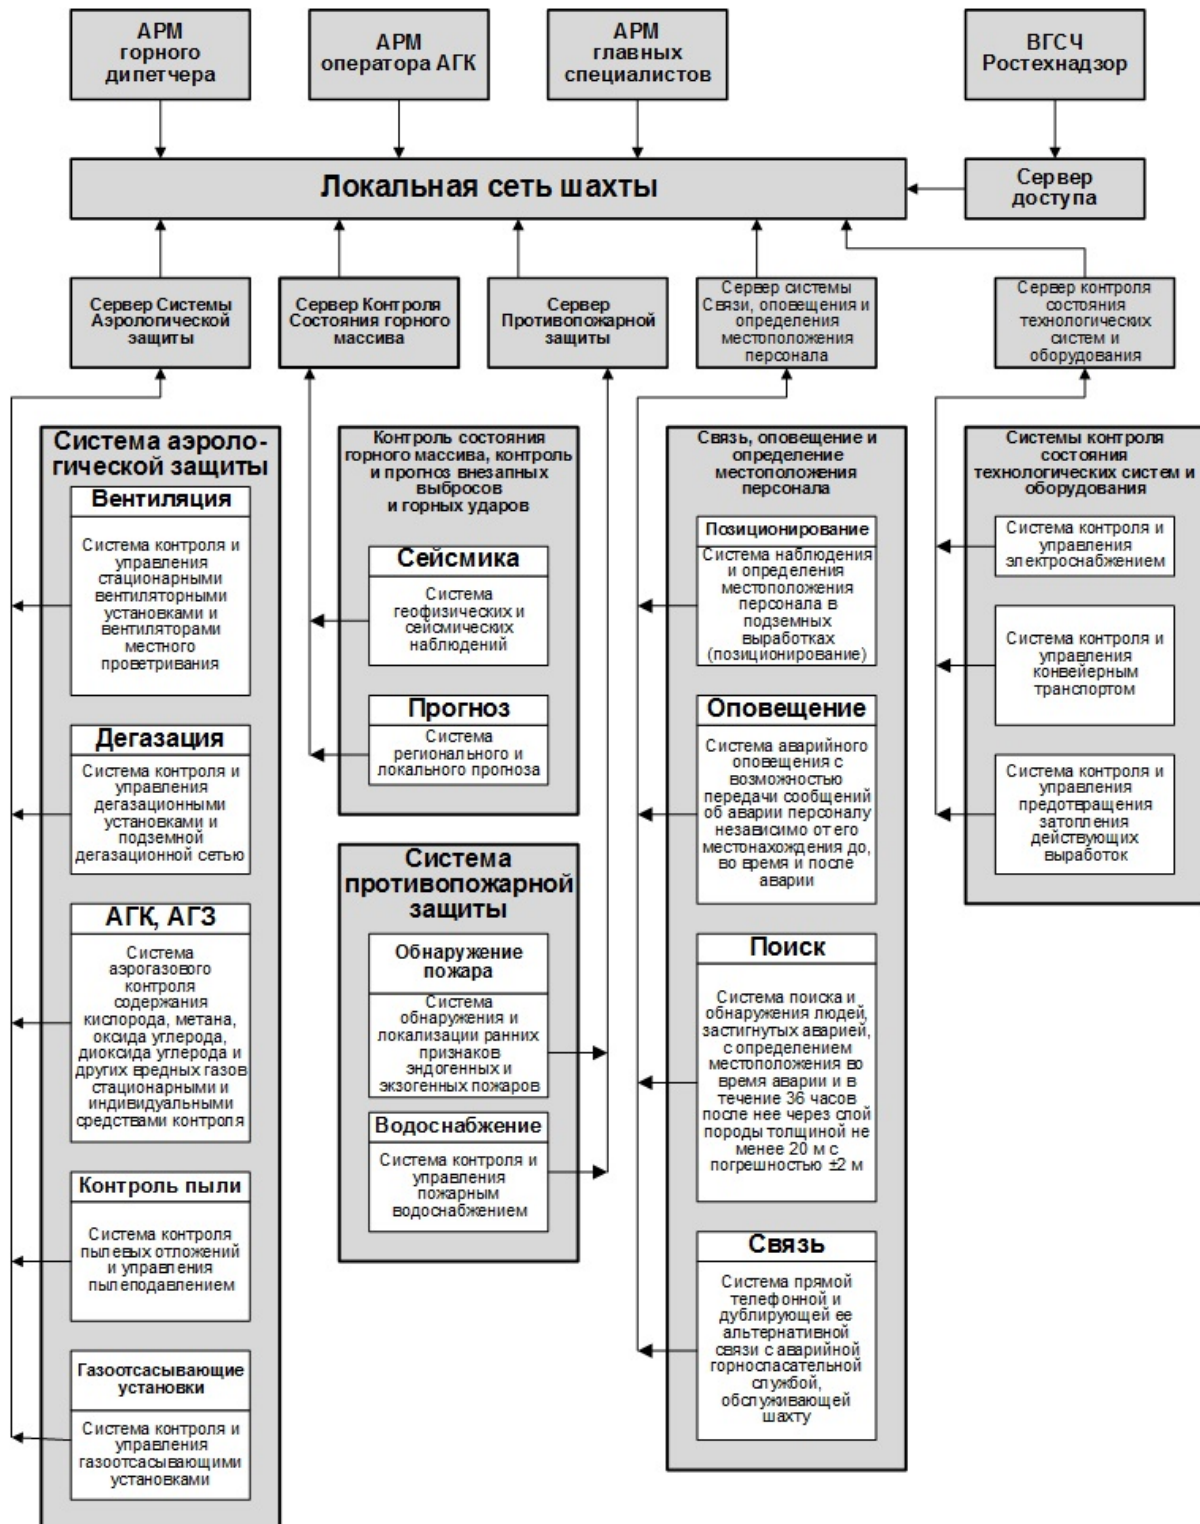 АРМ
горного
дипетчера
АРМ
оператора АГК
АРМ
главных
специалистов
ВГСЧ
Ростехнадзор
Локальная сеть шахты
Сервер
доступа
Сервер Системы
Аэрологической
защиты
Сервер Контроля
Состояния горного
массива
Сервер
Противопожарной
защиты
Сервер системы
Связи, оповещения и
определения
местоположения
персонала
Сервер контроля
состояния
технологических
систем и
оборудования
Система аэроло-
гической защиты
Вентиляция
Система контроля и
управления
стационарными
вентиляторными
установками и
вентиляторами
местного
проветривания
Дегазация
Система контроля и
управления
дегазационными
установками и
подземной
дегазационной сетью
АГК, АГЗ
Система
аэрогазового
контроля
содержания
кислорода, метана,
оксида углерода,
диоксида углерода и
других вредных газов
стационарными и
индивидуальными
средствами контроля
Контроль пыли
Система контроля
пылевых отложений
и управления
пылеподавлением
Газоотсасывающие
установки
Система контроля и
управления
газоотсасывающими
установками
Контроль состояния
горного массива, контроль
и прогноз внезапных
выбросов
и горных ударов
Сейсмика
Система
геофизических и
сейсмических
наблюдений
Прогноз
Система
регионального и
локального прогноза
Система
противопожарной
защиты
Обнаружение
пожара
Система
обнаружения и
локализации ранних
признаков
эндогенных и
экзогенных пожаров
Водоснабжение
Система контроля и
управления
пожарным
водоснабжением
Связь, оповещение и
определение
местоположения
персонала
Позиционирование
Система наблюдения
и определения
местоположения
персонала в
подземных
выработках
(позиционирование)
Оповещение
Система аварийного
оповещения с
возможностью
передачи сообщений
об аварии персоналу
независимо от его
местонахождения до,
во время и после
аварии
Поиск
Система поиска и
обнаружения людей,
застигнутых аварией,
с определением
местоположения во
время аварии и в
течение 36 часов
после нее через слой
породы толщиной не
менее 20 м с
погрешностью ±2 м
Связь
Система прямой
телефонной и
дублирующей ее
альтернативной
связи с аварийной
горноспасательной
службой,
обслуживающей
шахту
Системы контроля
состояния
технологических систем
и оборудования
Система контроля и
управления
электроснабжением
Система контроля и
управления
конвейерным
транспортом
Система контроля и
управления
предотвращения
затопления
действующих
выработок